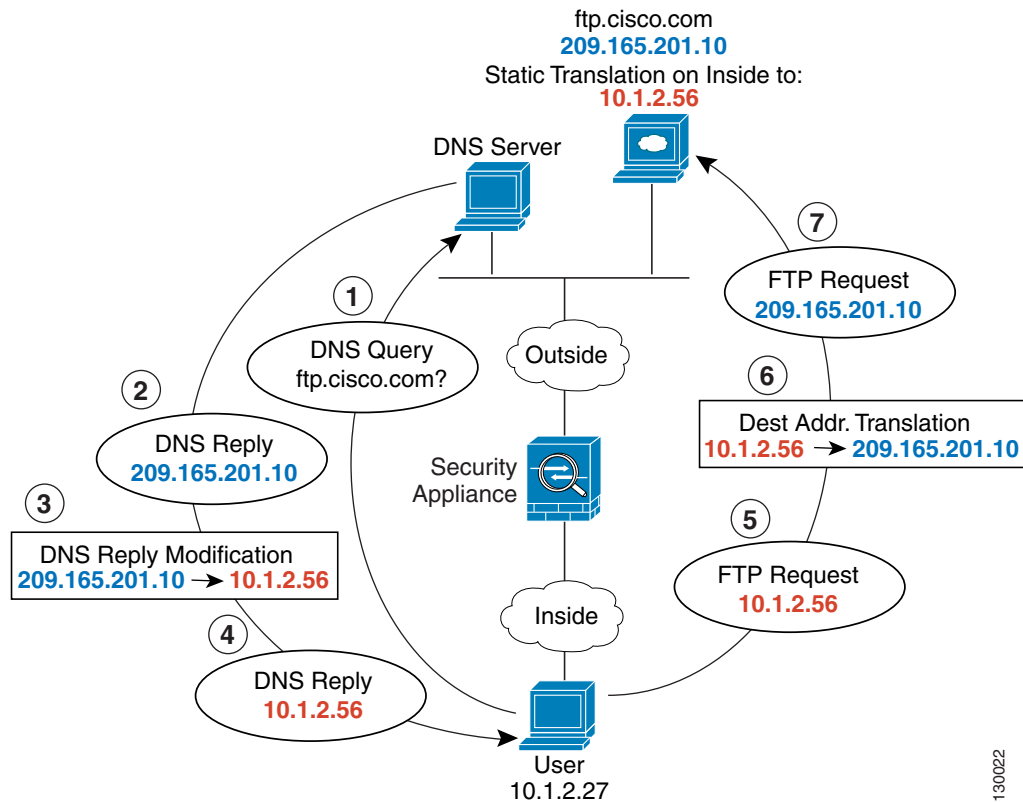 ftp.cisco.com
209.165.201.10
Static Translation on Inside to:
10.1.2.56
DNS Server
7
FTP Request
209.165.201.10
1
DNS Query
ftp.cisco.com?
Outside
2
DNS Reply
209.165.201.10
6
Dest Addr. Translation
10.1.2.56 → 209.165.201.10
Security
Appliance
3
DNS Reply Modification
209.165.201.10 → 10.1.2.56
5
FTP Request
10.1.2.56
Inside
4
DNS Reply
10.1.2.56
User
10.1.2.27
130022